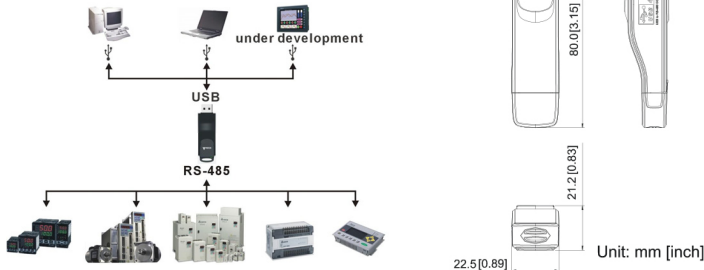 under development
USB
RS-485
80.0[3.15]
21.2[0.83]
22.5[0.89]
Unit: mm [inch]